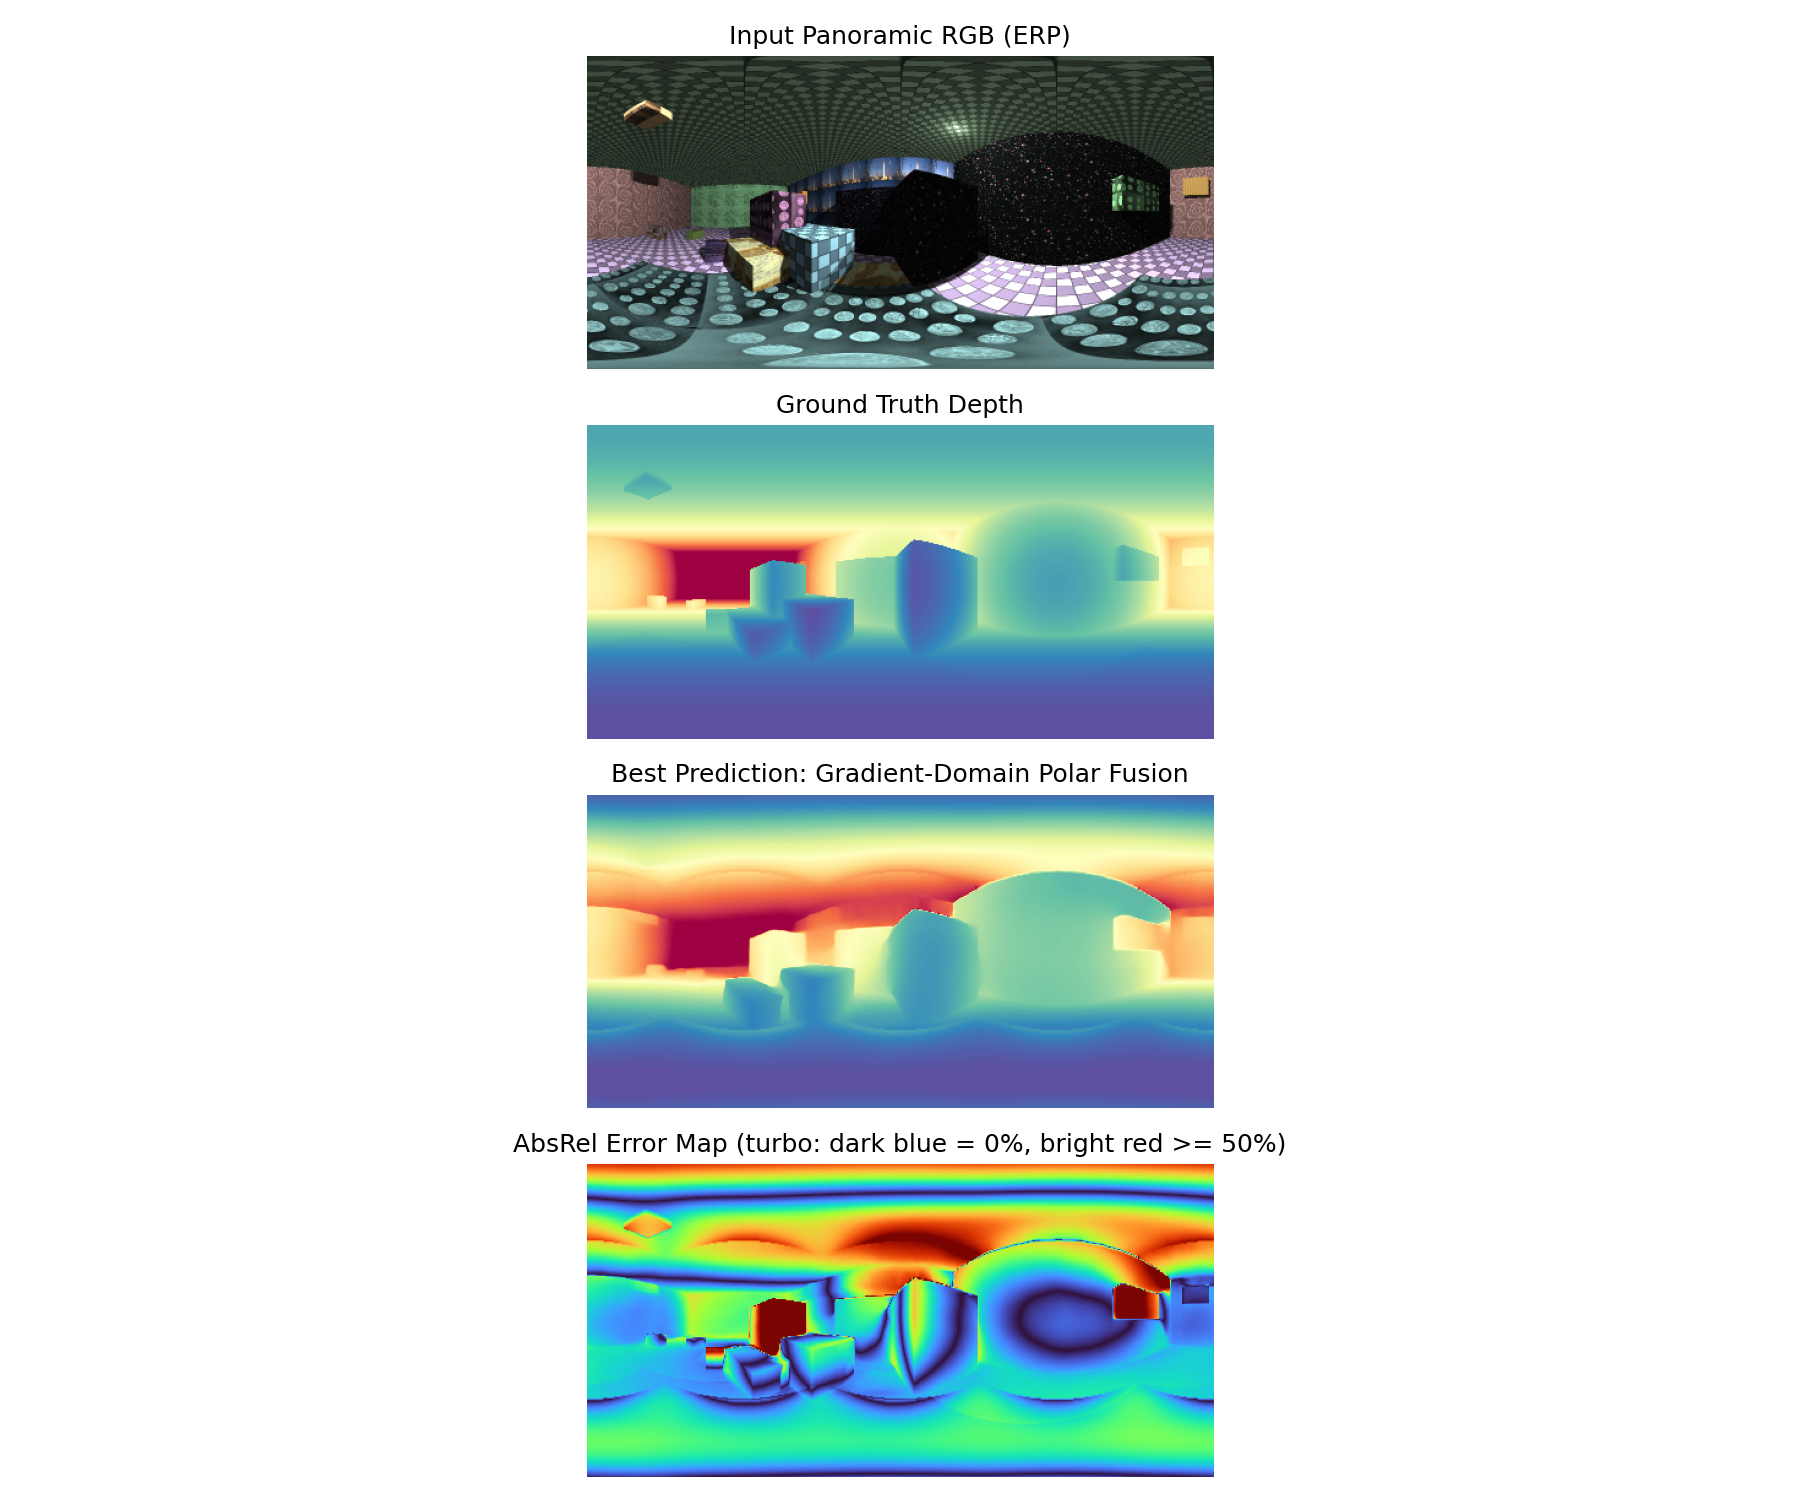 Input Panoramic RGB (ERP)
Ground Truth Depth
Best Prediction: Gradient-Domain Polar Fusion
AbsRel Error Map (turbo: dark blue = 0%, bright red >= 50%)